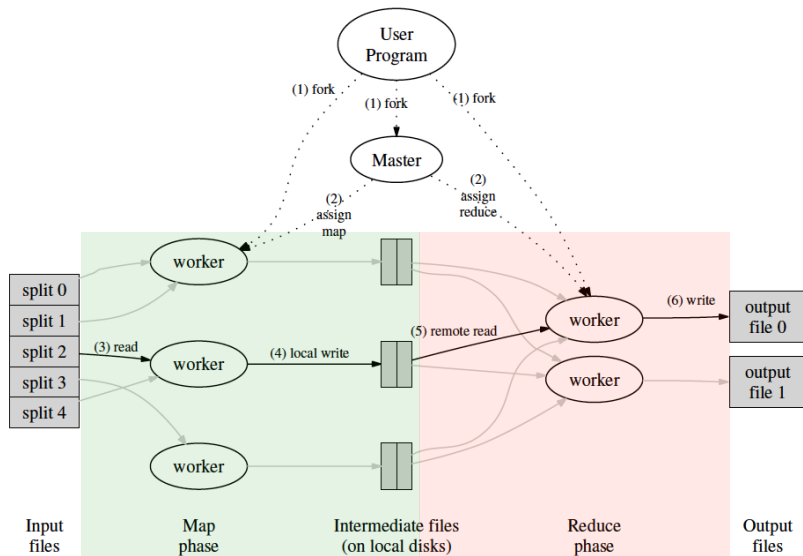 User
Program
(1) fork
(1) fork
(1) fork
Master
(2)
assign
map
(2)
assign
reduce
worker
split 0
split 1
split 2
split 3
split 4
(3) read
worker
(4) local write
(5) remote read
worker
(6) write
output
file 0
worker
output
file 1
worker
Input
files
Map
phase
Intermediate files
(on local disks)
Reduce
phase
Output
files